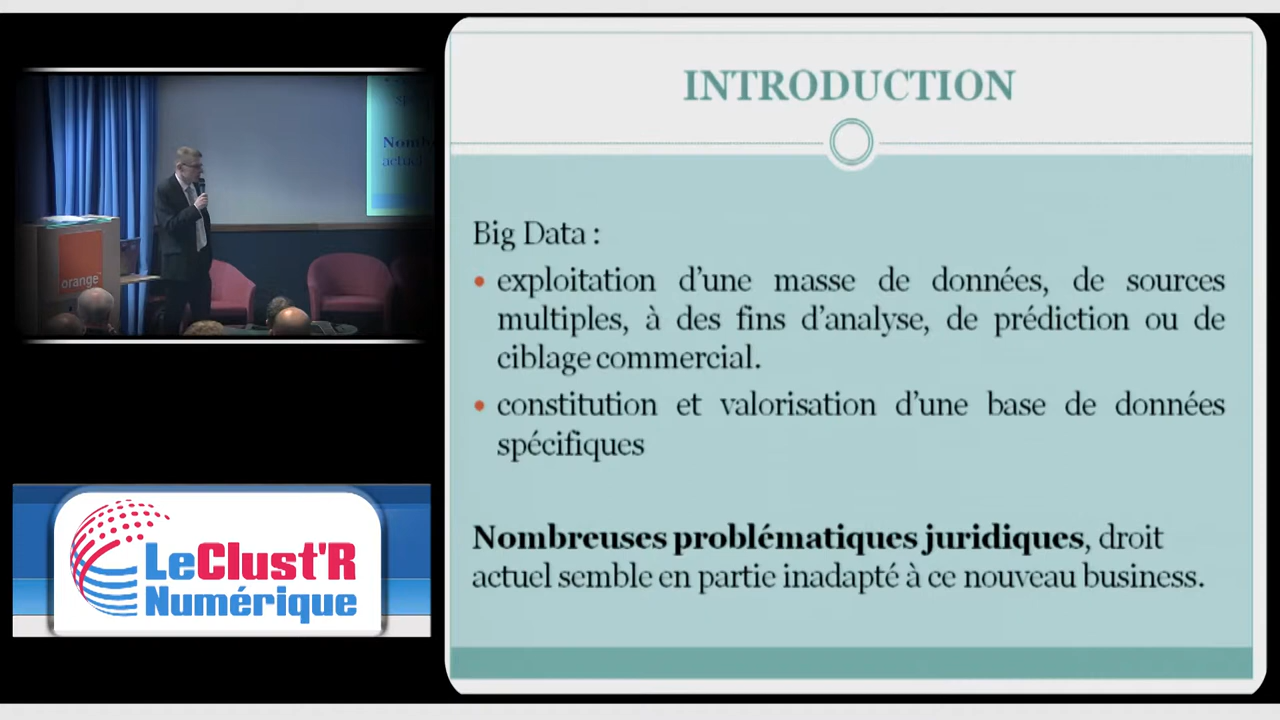 INTRODUCTION
Big Data :
• exploitation d’une masse de données, de sources
multiples, à des fins d’analyse, de prédiction ou de
ciblage commercial.
• constitution et valorisation d’une base de données
spécifiques
Nombreuses problématiques juridiques, droit
actuel semble en partie inadapté à ce nouveau business.
orange
LeClust'R
Numérique